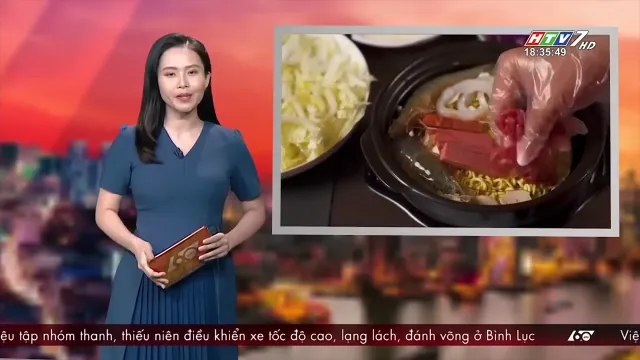 HTV7 HD
18:35:49
ệu tập nhóm thanh, thiếu niên điều khiển xe tốc độ cao, lạng lách, đánh võng ở Bình Lục
60
Việ